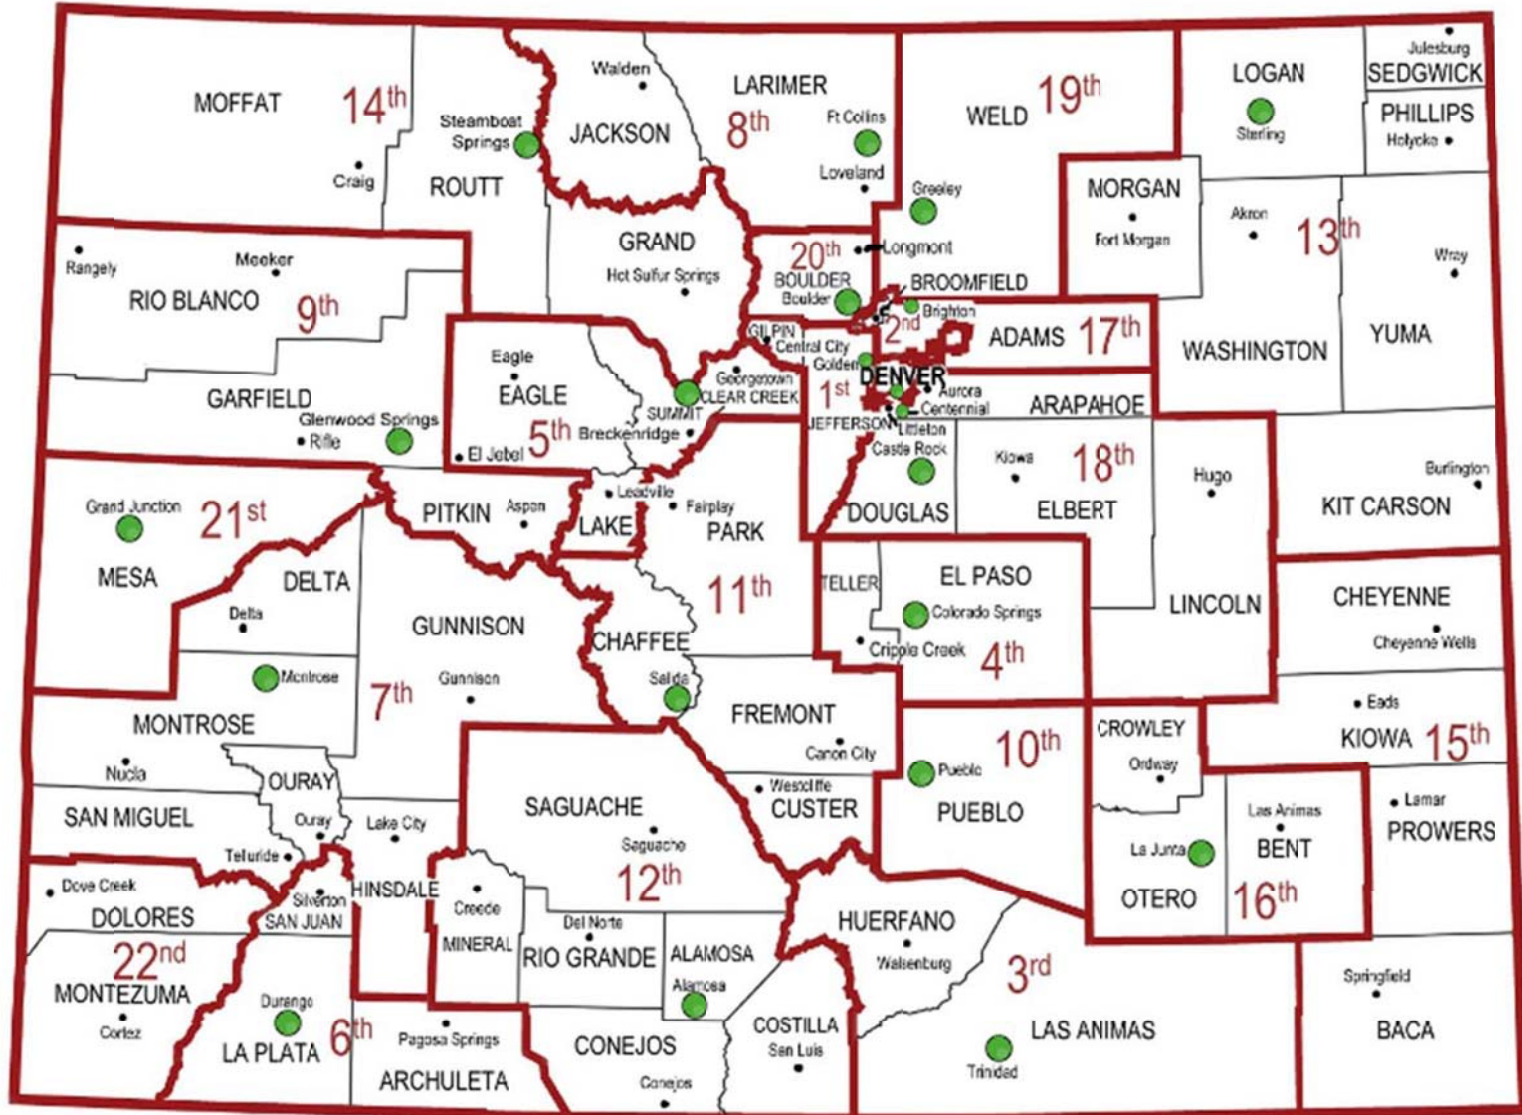 Julesburg
SEDGWICK
LOGAN
Sterling
PHILLIPS
Holyoke
MOFFAT
14th
Craig
Steamboat
Springs
ROUTT
Walden
JACKSON
LARIMER
8th
Ft Collins
Loveland
WELD
19th
Greeley
MORGAN
Fort Morgan
Akron
13th
Wray
WASHINGTON
YUMA
Rangely
Meeker
RIO BLANCO
9th
GRAND
Hot Sulfur Springs
20th
BOULDER
Boulder
Longmont
BROOMFIELD
Brighton
2nd
ADAMS
17th
GILPIN
Central City
Golden
DENVER
Georgetown
CLEAR CREEK
1st
JEFFERSON
Aurora
Centennial
Littleton
ARAPAHOE
GARFIELD
Glenwood Springs
Rifle
Eagle
EAGLE
5th
El Jebel
SUMMIT
Breckenridge
Castle Rock
DOUGLAS
Kiowa
18th
ELBERT
Hugo
LINCOLN
Burlington
KIT CARSON
Grand Junction
21st
MESA
PITKIN
Aspen
Leadville
LAKE
Fairplay
PARK
11th
TELLER
EL PASO
Colorado Springs
Cripple Creek
4th
CHEYENNE
Cheyenne Wells
DELTA
Delta
GUNNISON
Gunnison
CHAFFEE
Salida
Montrose
MONTROSE
7th
Nucla
FREMONT
Canon City
10th
Pueblo
PUEBLO
CROWLEY
Ordway
Eads
KIOWA
15th
OURAY
Ouray
SAN MIGUEL
Telluride
Lake City
HINSDALE
SAGUACHE
Saguache
12th
Westcliffe
CUSTER
La Junta
OTERO
Las Animas
BENT
16th
Lamar
PROWERS
Dove Creek
DOLORES
22nd
MONTEZUMA
Cortez
Silverton
SAN JUAN
Durango
LA PLATA
6th
Pagosa Springs
ARCHULETA
Creede
MINERAL
Del Norte
RIO GRANDE
ALAMOSA
Alamosa
CONEJOS
Conejos
COSTILLA
San Luis
HUERFANO
Walsenburg
3rd
LAS ANIMAS
Trinidad
Springfield
BACA